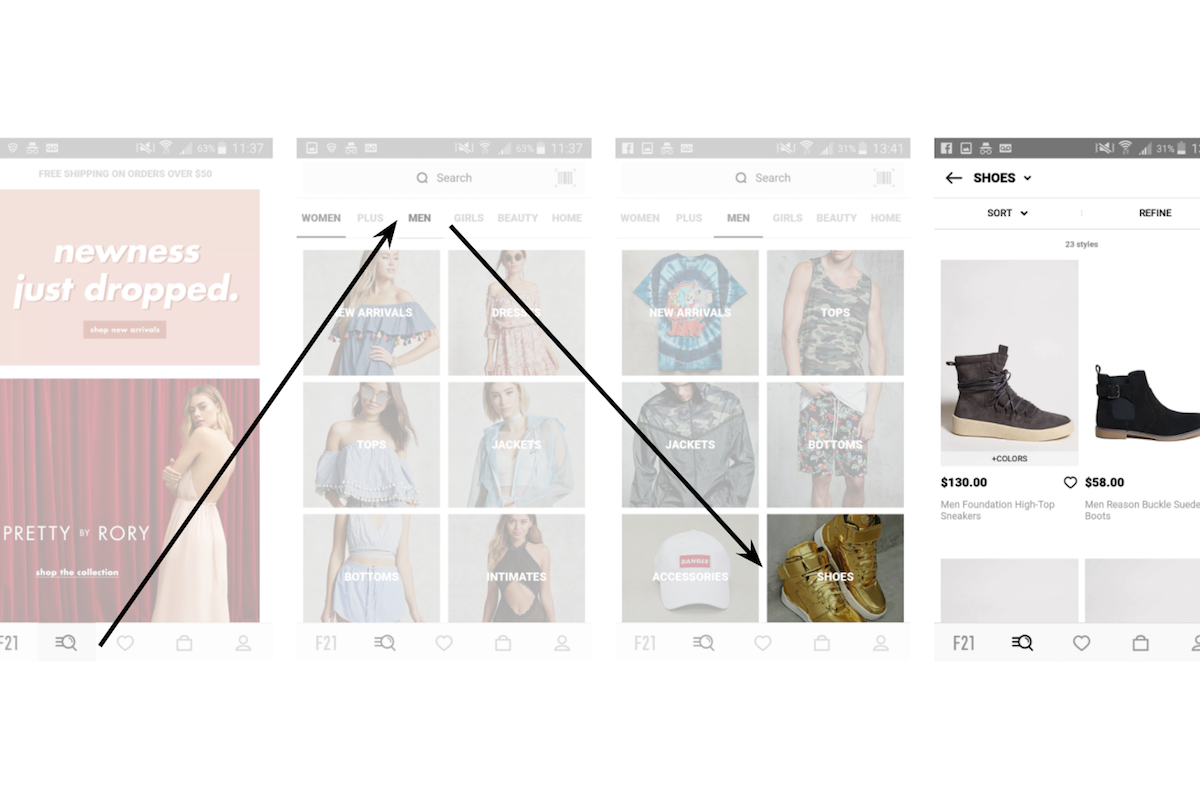 63% 11:37
FREE SHIPPING ON ORDERS OVER $50
newness
just dropped.
shop new arrivals
PRETTY BY RORY
shop the collection
F21
63% 11:37
Search
WOMEN PLUS MEN GIRLS BEAUTY HOME
NEW ARRIVALS DRESSES
TOPS JACKETS
BOTTOMS INTIMATES
F21
31% 13:41
Search
WOMEN PLUS MEN GIRLS BEAUTY HOME
NEW ARRIVALS TOPS
JACKETS BOTTOMS
DANGER
ACCESSORIES SHOES
F21
31%
SHOES
SORT REFINE
23 styles
+COLORS
$130.00 $58.00
Men Foundation High-Top Men Reason Buckle Suede
Sneakers Boots
F21